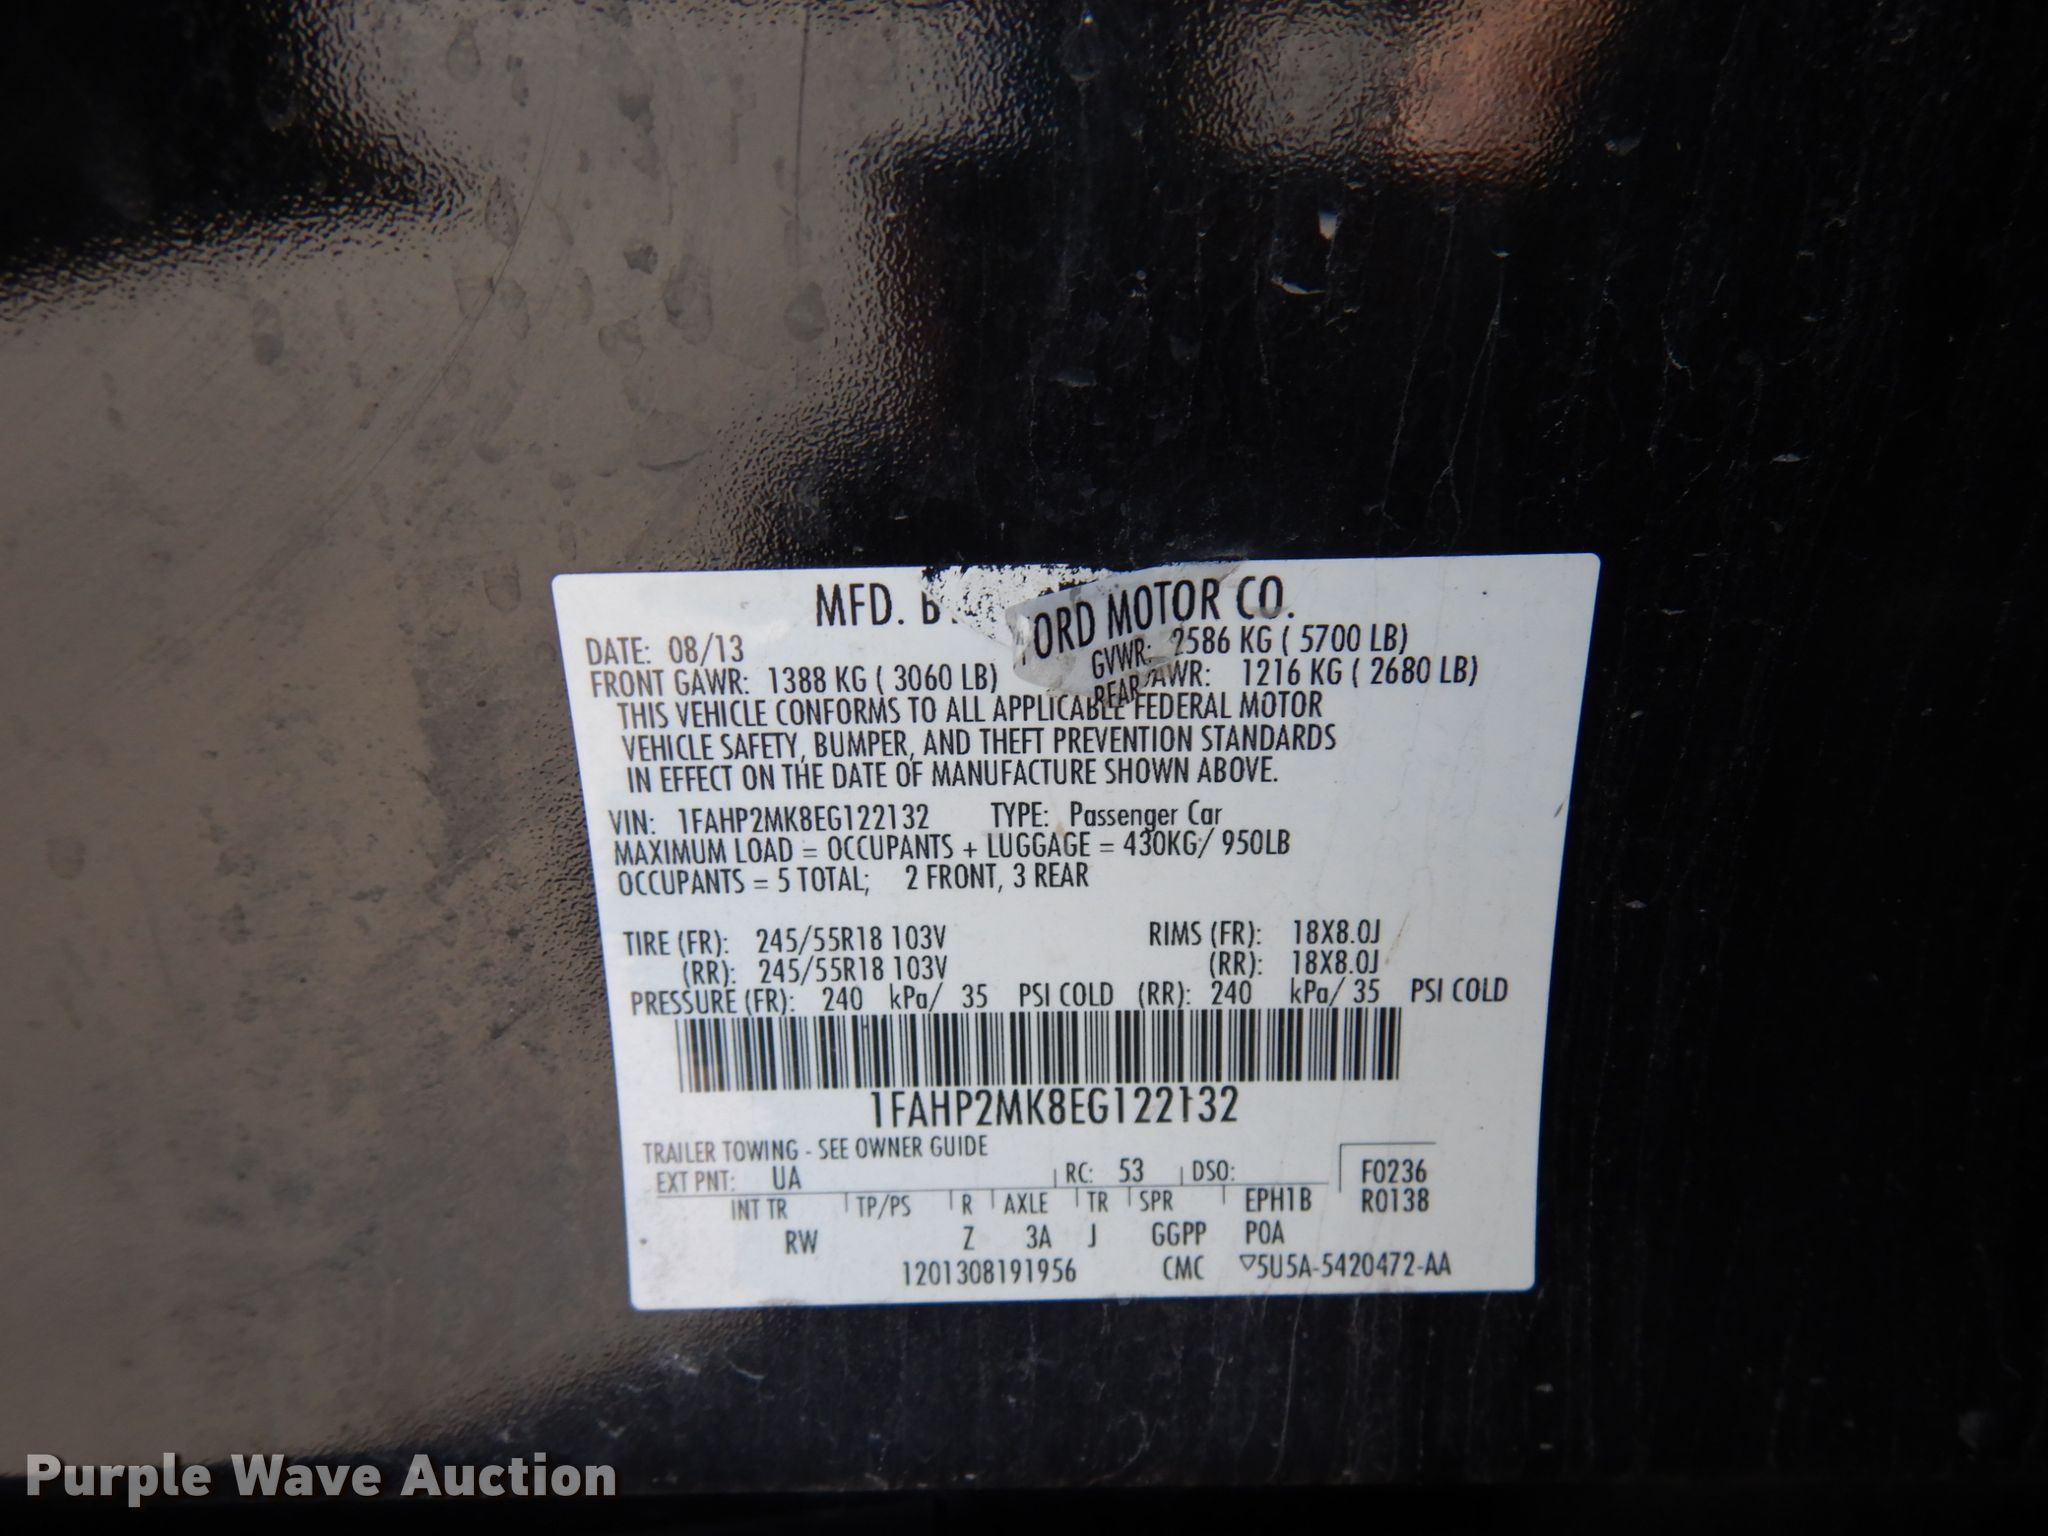 MFD. BY FORD MOTOR CO.
DATE: 08/13 GVWR: 2586 KG ( 5700 LB)
FRONT GAWR: 1388 KG ( 3060 LB) REAR GAWR: 1216 KG ( 2680 LB)
THIS VEHICLE CONFORMS TO ALL APPLICABLE FEDERAL MOTOR
VEHICLE SAFETY, BUMPER, AND THEFT PREVENTION STANDARDS
IN EFFECT ON THE DATE OF MANUFACTURE SHOWN ABOVE.
VIN: 1FAHP2MK8EG122132 TYPE: Passenger Car
MAXIMUM LOAD = OCCUPANTS + LUGGAGE = 430KG/ 950LB
OCCUPANTS = 5 TOTAL; 2 FRONT, 3 REAR
TIRE (FR): 245/55R18 103V RIMS (FR): 18X8.0J
(RR): 245/55R18 103V (RR): 18X8.0J
PRESSURE (FR): 240 kPa/ 35 PSI COLD (RR): 240 kPa/ 35 PSI COLD
1FAHP2MK8EG122132
TRAILER TOWING - SEE OWNER GUIDE
EXT PNT: UA RC: 53 DSO: F0236
INT TR TP/PS R AXLE TR SPR EPH1B R0138
RW Z 3A J GGPP POA
1201308191956 CMC ▽5U5A-5420472-AA
Purple Wave Auction